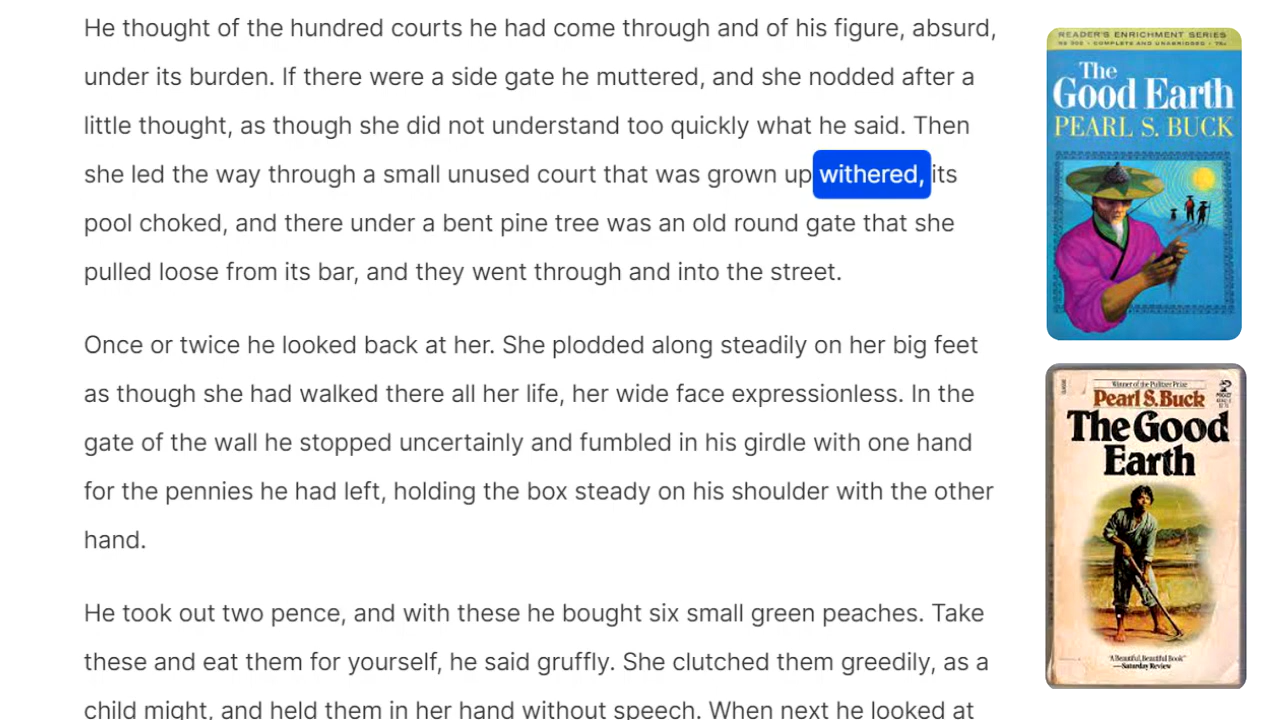 He thought of the hundred courts he had come through and of his figure, absurd,
under its burden. If there were a side gate he muttered, and she nodded after a
little thought, as though she did not understand too quickly what he said. Then
she led the way through a small unused court that was grown up withered, its
pool choked, and there under a bent pine tree was an old round gate that she
pulled loose from its bar, and they went through and into the street.
Once or twice he looked back at her. She plodded along steadily on her big feet
as though she had walked there all her life, her wide face expressionless. In the
gate of the wall he stopped uncertainly and fumbled in his girdle with one hand
for the pennies he had left, holding the box steady on his shoulder with the other
hand.
He took out two pence, and with these he bought six small green peaches. Take
these and eat them for yourself, he said gruffly. She clutched them greedily, as a
child might, and held them in her hand without speech. When next he looked at
READER'S ENRICHMENT SERIES
COMPLETE AND UNABRIDGED
The
Good Earth
PEARL S. BUCK
Winner of the Pulitzer Prize
Pearl S. Buck
The Good
Earth
"A Beautiful, Beautiful Book"
—Saturday Review